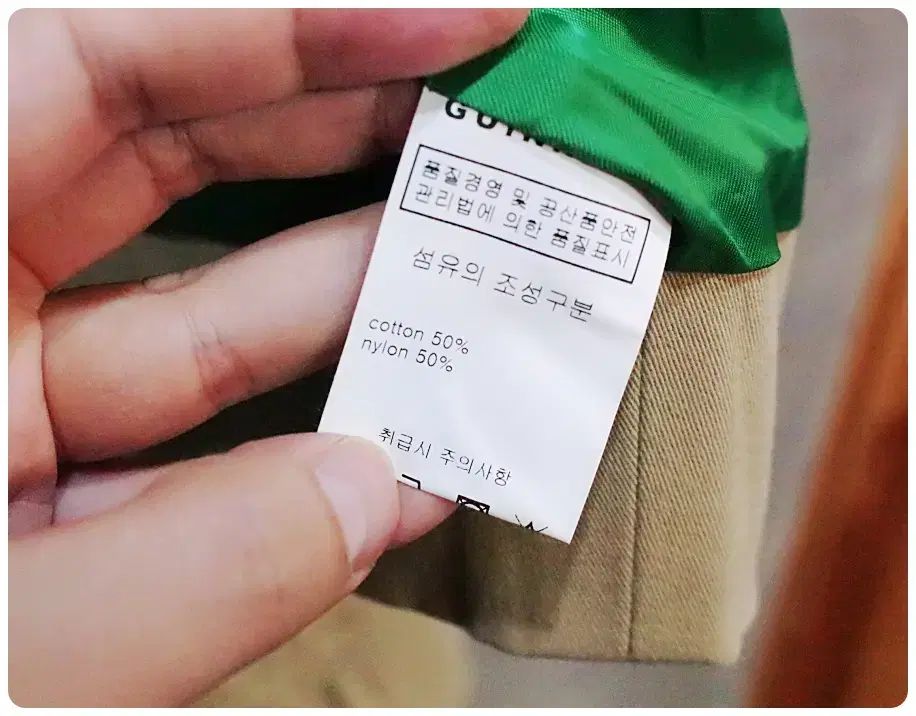 품질경영 및 공산품안전
관리법에 의한 품질표시
섬유의 조성구분
cotton 50%
nylon 50%
취급시 주의사항